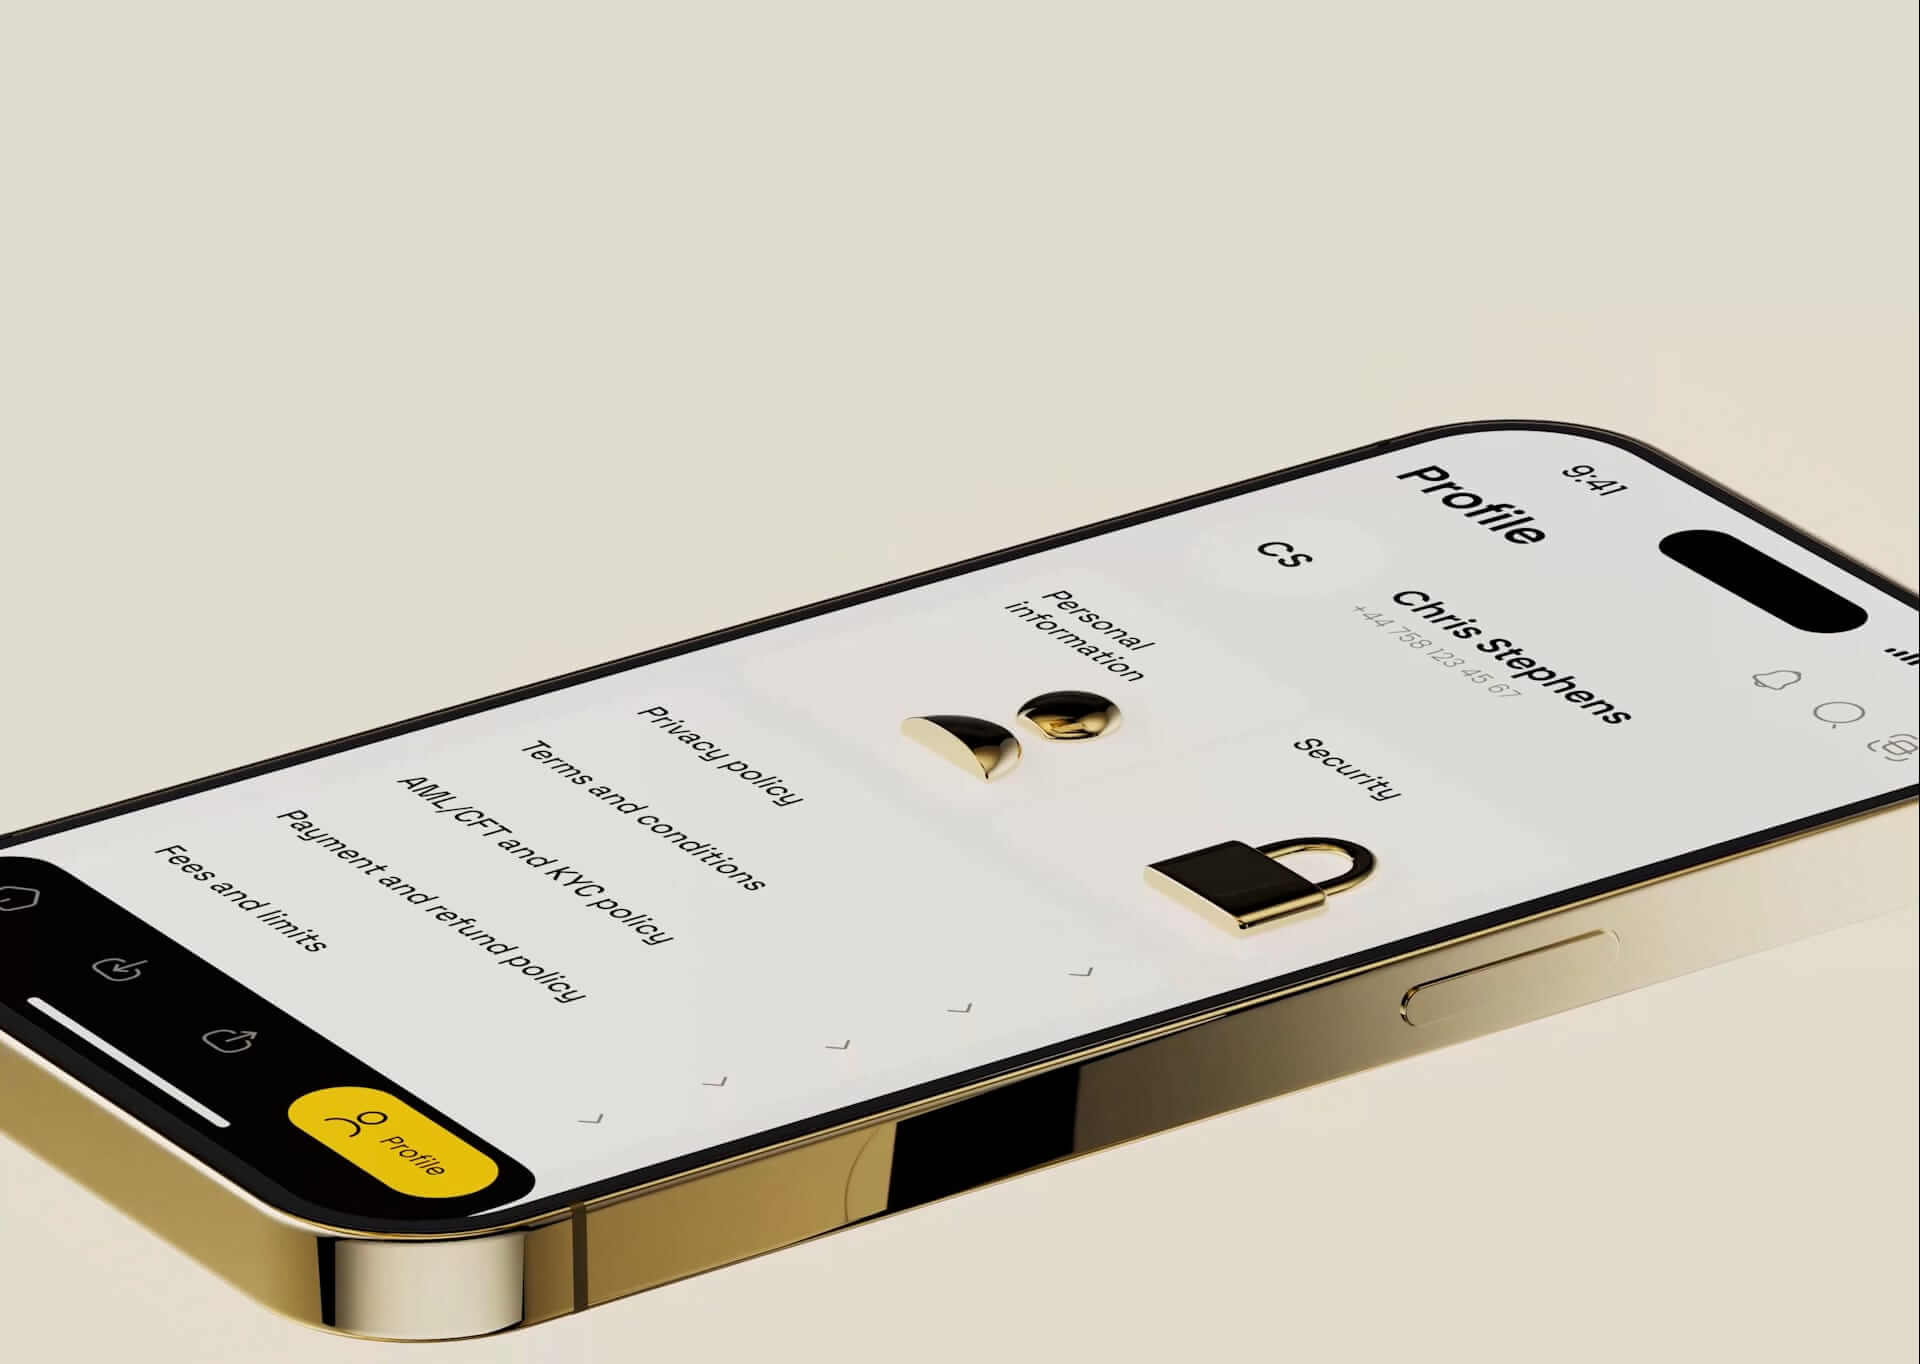 9:41
Profile
CS
Chris Stephens
+44 758 123 45 67
Personal
information
Security
Privacy policy
Terms and conditions
AML/CFT and KYC policy
Payment and refund policy
Fees and limits
Profile